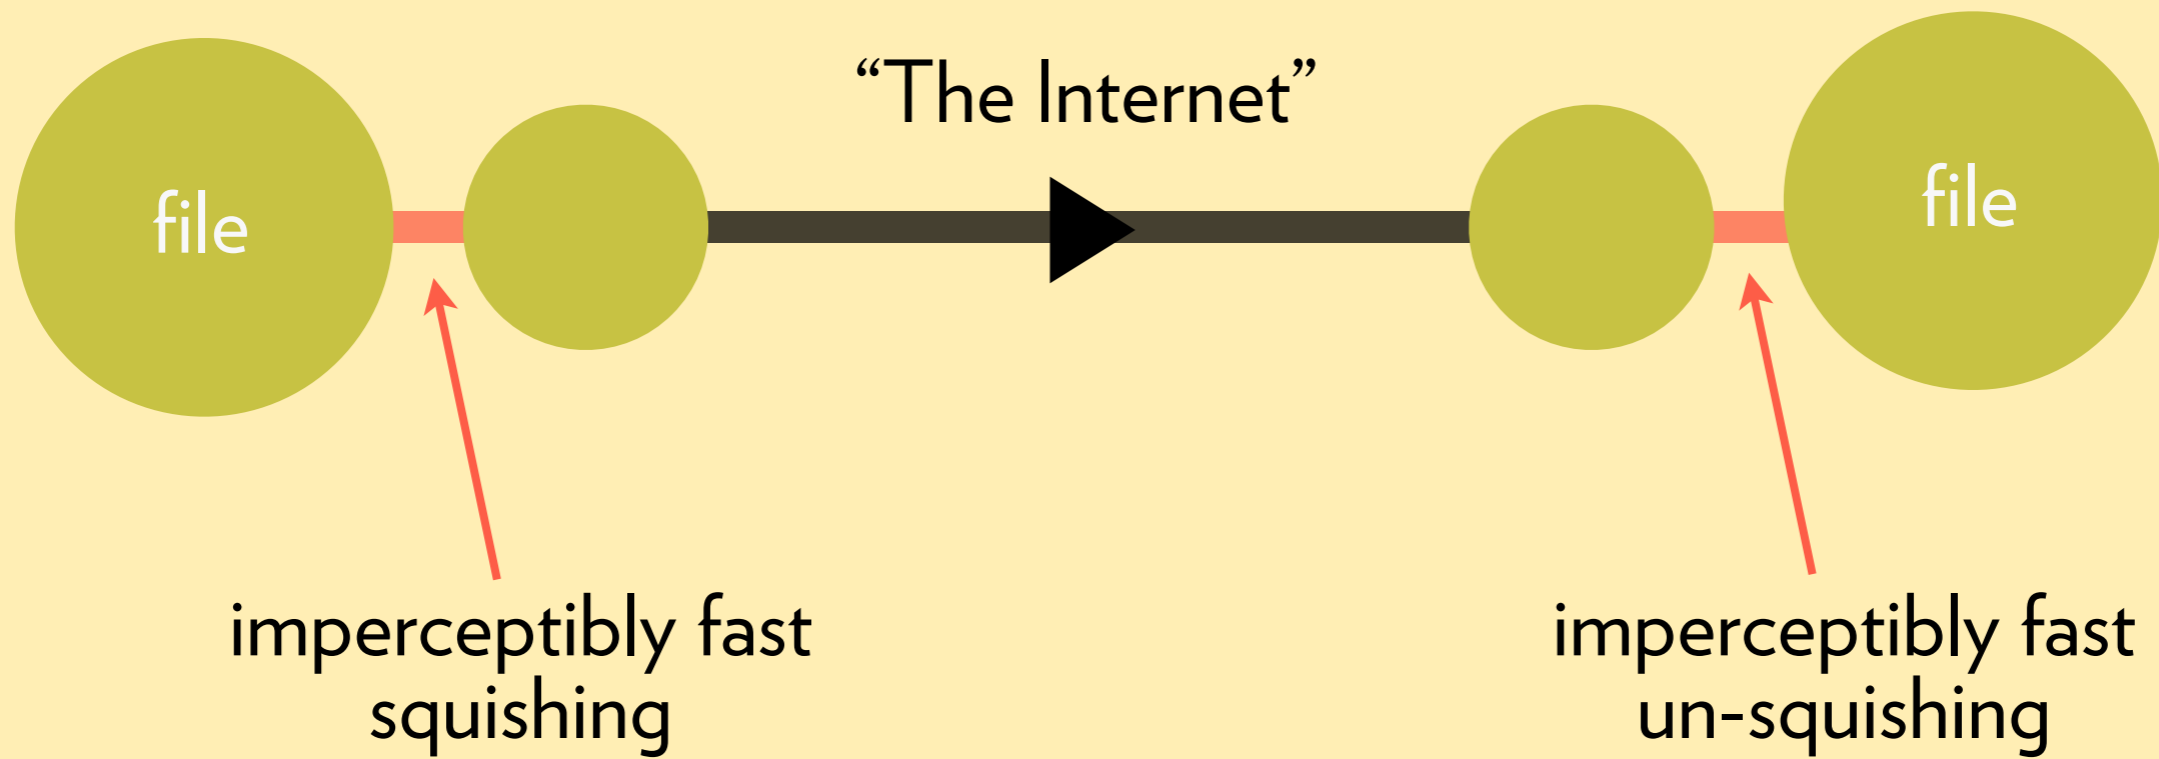 “The Internet”
file
file
imperceptibly fast
squishing
imperceptibly fast
un-squishing